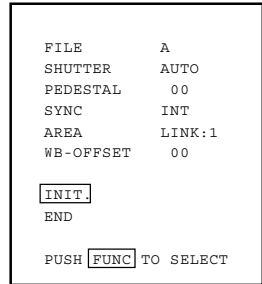 FILE A
SHUTTER AUTO
PEDESTAL 00
SYNC INT
AREA LINK:1
WB-OFFSET 00
INIT.
END
PUSH FUNC TO SELECT